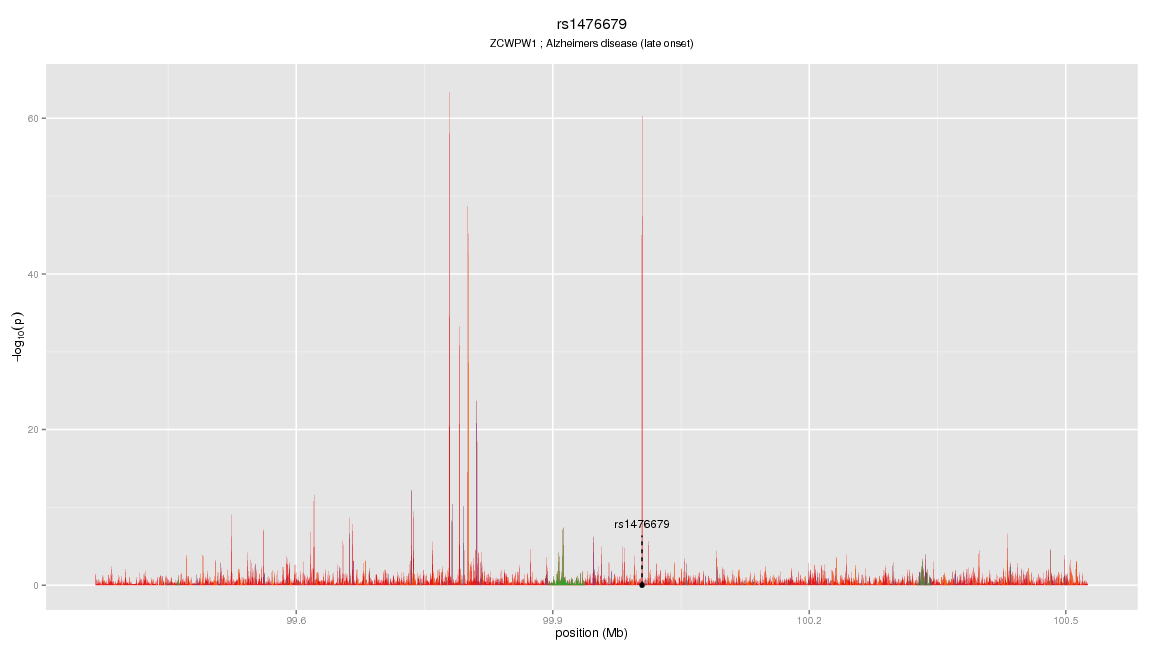 rs1476679
ZCWPW1 ; Alzheimers disease (late onset)
60
40
20
0
−log10(p)
rs1476679
99.6
99.9
100.2
100.5
position (Mb)